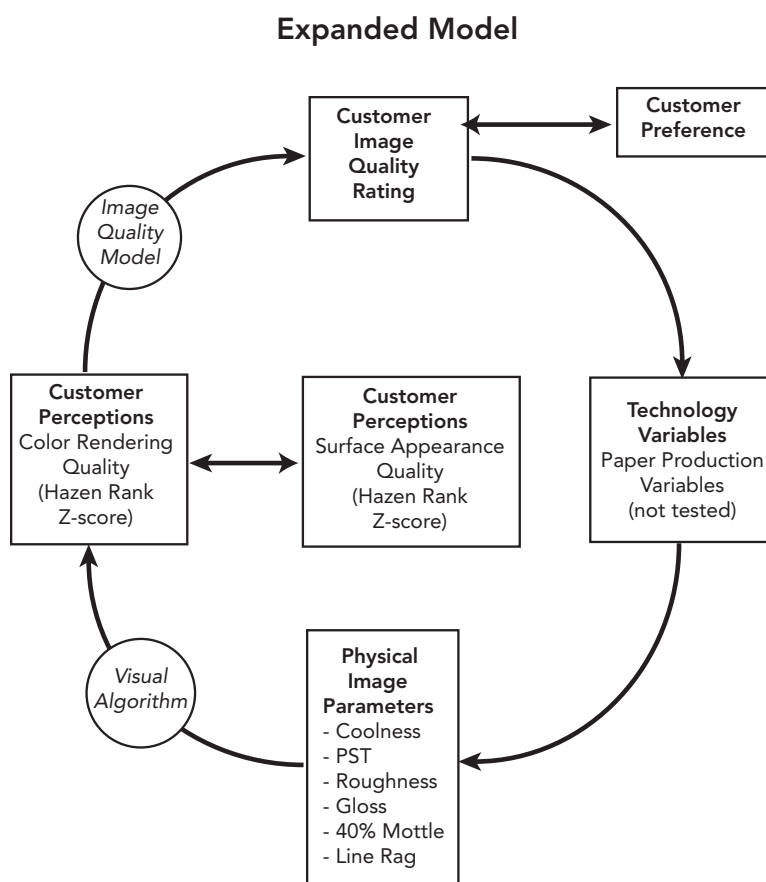 Expanded Model
Customer
Image
Quality
Rating
Customer
Preference
Image
Quality
Model
Customer
Perceptions
Color Rendering
Quality
(Hazen Rank
Z-score)
Customer
Perceptions
Surface Appearance
Quality
(Hazen Rank
Z-score)
Technology
Variables
Paper Production
Variables
(not tested)
Visual
Algorithm
Physical
Image
Parameters
- Coolness
- PST
- Roughness
- Gloss
- 40% Mottle
- Line Rag